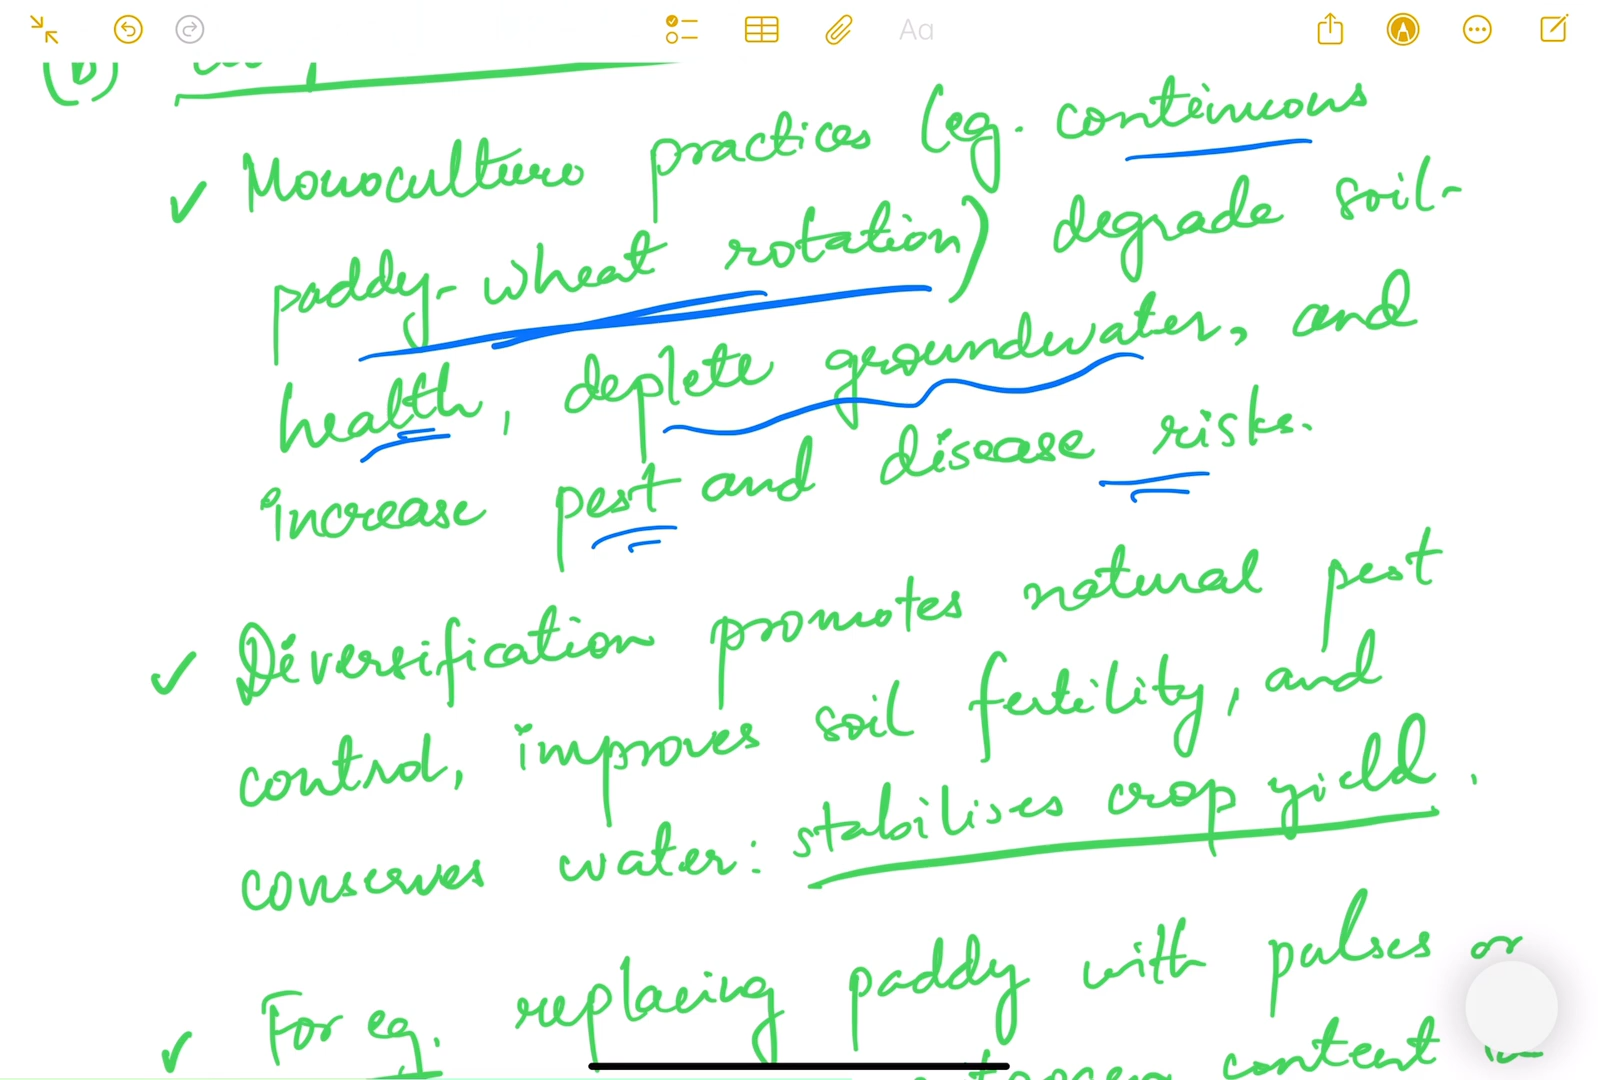 Aa
(b)
✓ Monoculture practices (eg. continuous
paddy-wheat rotation) degrade soil-
health, deplete groundwater, and
increase pest and disease risks.
✓ Diversification promotes natural pest
control, improves soil fertility, and
conserves water: stabilises crop yield.
✓ For eg. replacing paddy with pulses or
content